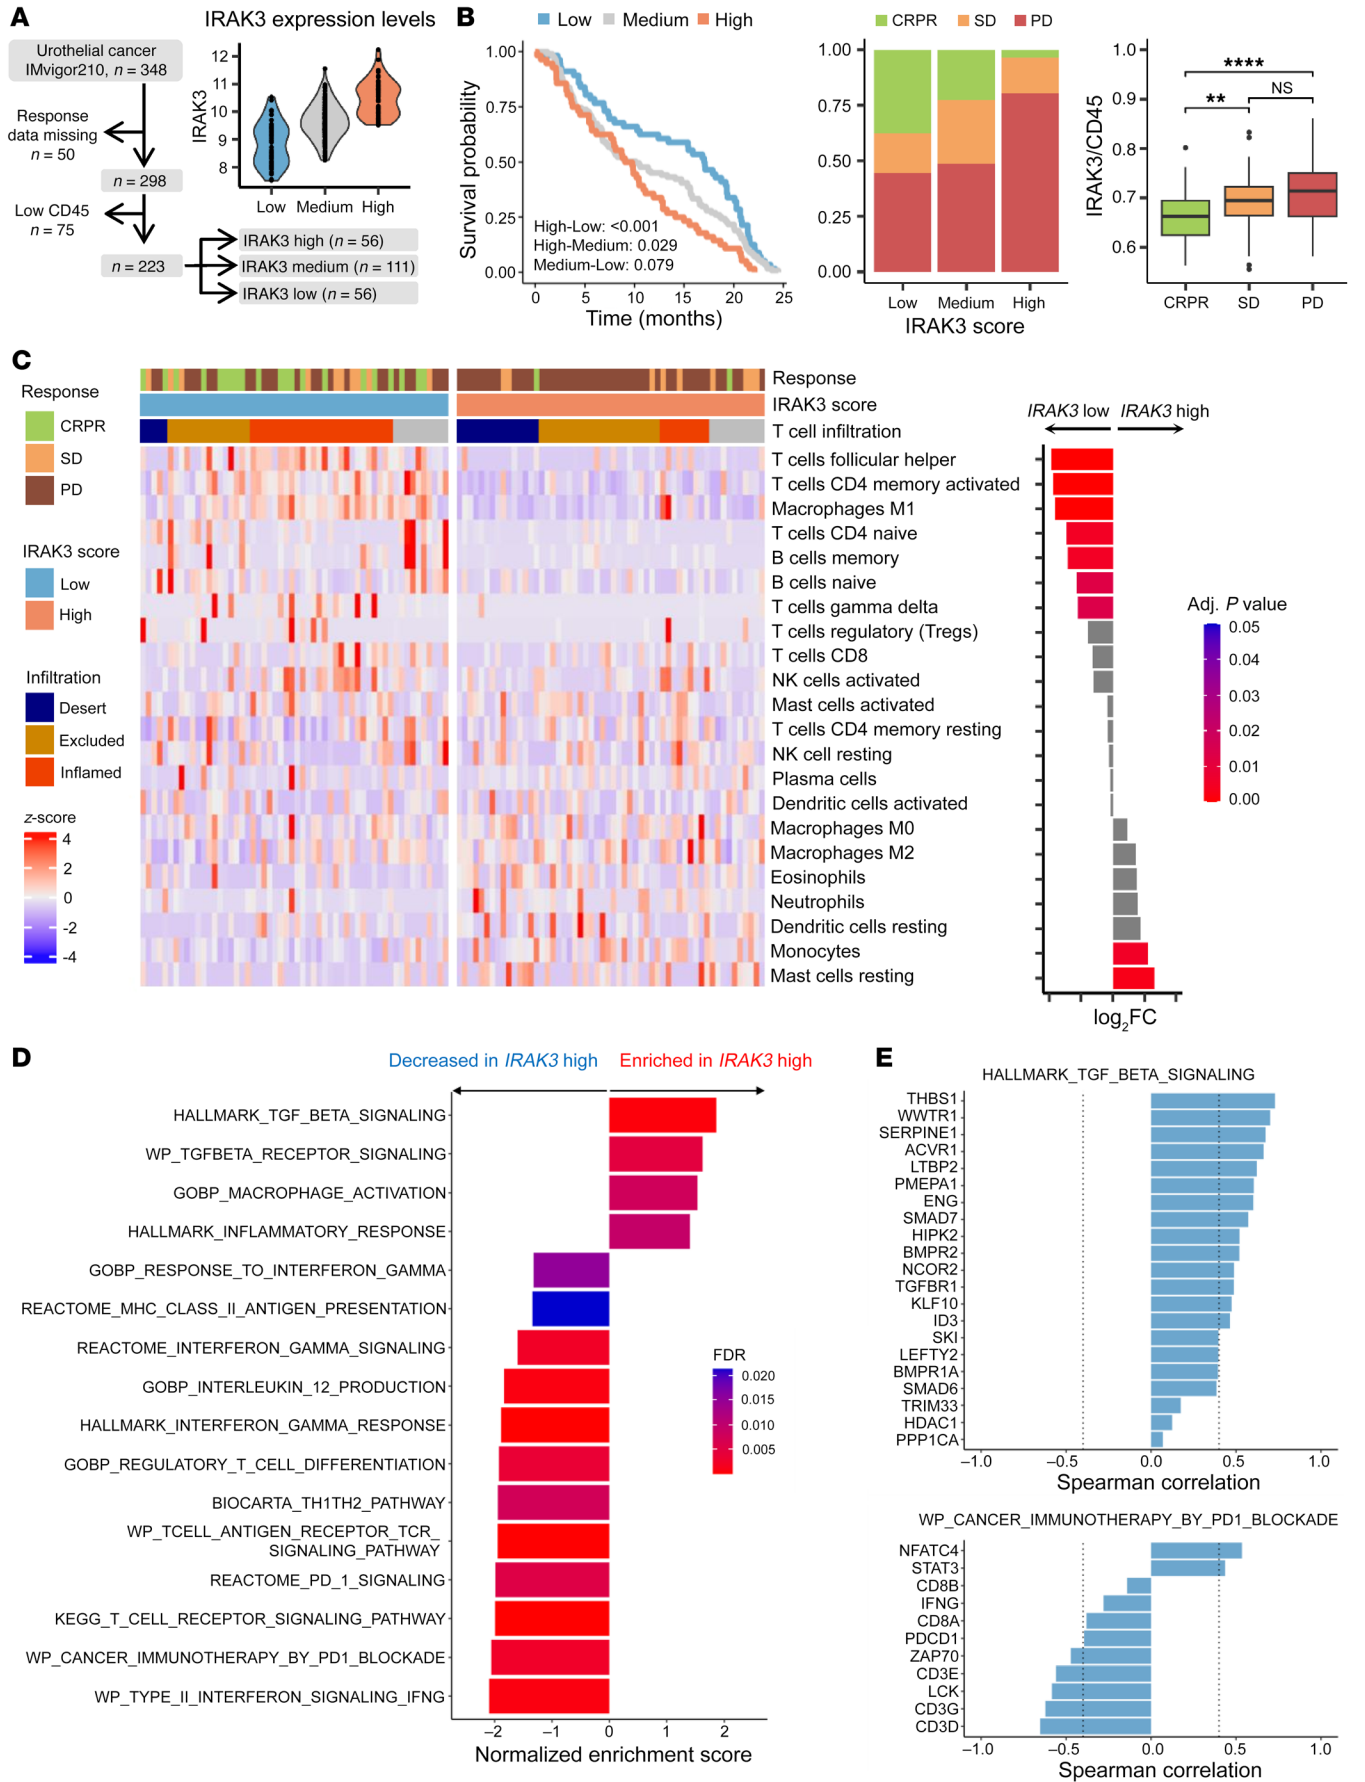 A
IRAK3 expression levels
Urothelial cancer
IMvigor210, n = 348
Response
data missing
n = 50
n = 298
Low CD45
n = 75
n = 223
IRAK3 high (n = 56)
IRAK3 medium (n = 111)
IRAK3 low (n = 56)
IRAK3
12
11
10
9
8
Low Medium High
B
Low Medium High
Survival probability
1.00
0.75
0.50
0.25
0.00
High-Low: <0.001
High-Medium: 0.029
Medium-Low: 0.079
0 5 10 15 20 25
Time (months)
CRPR SD PD
1.00
0.75
0.50
0.25
0.00
Low Medium High
IRAK3 score
IRAK3/CD45
1.0
0.9
0.8
0.7
0.6
****
**
NS
CRPR SD PD
C
Response
CRPR
SD
PD
IRAK3 score
Low
High
Infiltration
Desert
Excluded
Inflamed
z-score
4
2
0
-2
-4
Response
IRAK3 score
T cell infiltration
T cells follicular helper
T cells CD4 memory activated
Macrophages M1
T cells CD4 naive
B cells memory
B cells naive
T cells gamma delta
T cells regulatory (Tregs)
T cells CD8
NK cells activated
Mast cells activated
T cells CD4 memory resting
NK cell resting
Plasma cells
Dendritic cells activated
Macrophages M0
Macrophages M2
Eosinophils
Neutrophils
Dendritic cells resting
Monocytes
Mast cells resting
IRAK3 low IRAK3 high
log2FC
Adj. P value
0.05
0.04
0.03
0.02
0.01
0.00
D
Decreased in IRAK3 high Enriched in IRAK3 high
HALLMARK_TGF_BETA_SIGNALING
WP_TGFBETA_RECEPTOR_SIGNALING
GOBP_MACROPHAGE_ACTIVATION
HALLMARK_INFLAMMATORY_RESPONSE
GOBP_RESPONSE_TO_INTERFERON_GAMMA
REACTOME_MHC_CLASS_II_ANTIGEN_PRESENTATION
REACTOME_INTERFERON_GAMMA_SIGNALING
GOBP_INTERLEUKIN_12_PRODUCTION
HALLMARK_INTERFERON_GAMMA_RESPONSE
GOBP_REGULATORY_T_CELL_DIFFERENTIATION
BIOCARTA_TH1TH2_PATHWAY
WP_TCELL_ANTIGEN_RECEPTOR_TCR_
SIGNALING_PATHWAY
REACTOME_PD_1_SIGNALING
KEGG_T_CELL_RECEPTOR_SIGNALING_PATHWAY
WP_CANCER_IMMUNOTHERAPY_BY_PD1_BLOCKADE
WP_TYPE_II_INTERFERON_SIGNALING_IFNG
−2 −1 0 1 2
Normalized enrichment score
FDR
0.020
0.015
0.010
0.005
E
HALLMARK_TGF_BETA_SIGNALING
THBS1
WWTR1
SERPINE1
ACVR1
LTBP2
PMEPA1
ENG
SMAD7
HIPK2
BMPR2
NCOR2
TGFBR1
KLF10
ID3
SKI
LEFTY2
BMPR1A
SMAD6
TRIM33
HDAC1
PPP1CA
−1.0 −0.5 0.0 0.5 1.0
Spearman correlation
WP_CANCER_IMMUNOTHERAPY_BY_PD1_BLOCKADE
NFATC4
STAT3
CD8B
IFNG
CD8A
PDCD1
ZAP70
CD3E
LCK
CD3G
CD3D
−1.0 −0.5 0.0 0.5 1.0
Spearman correlation